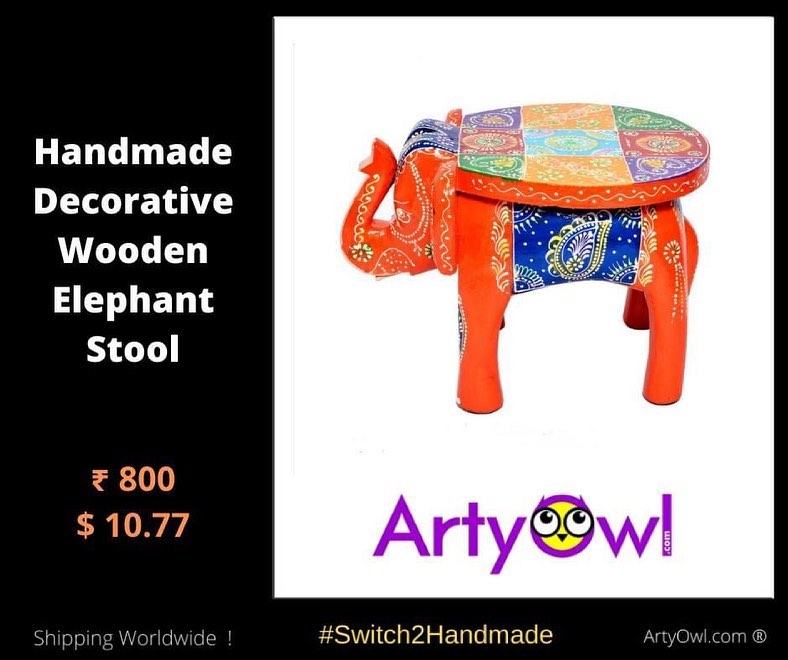 Handmade
Decorative
Wooden
Elephant
Stool
₹ 800
$ 10.77
ArtyOwl
.com
Shipping Worldwide !
#Switch2Handmade
ArtyOwl.com ®